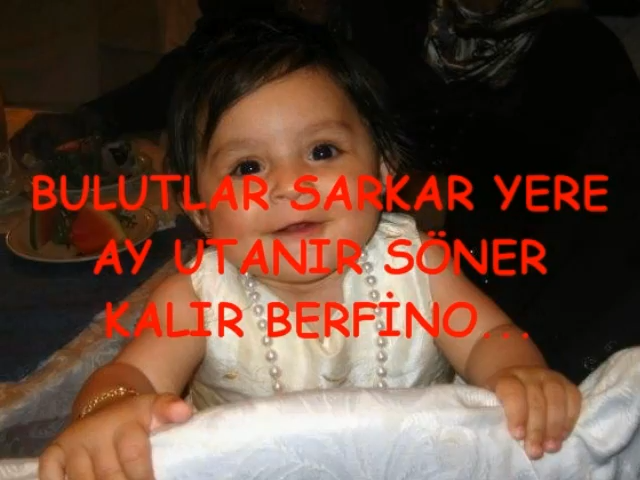 BULUTLAR SARKAR YERE
AY UTANIR SÖNER
KALIR BERFİNO...